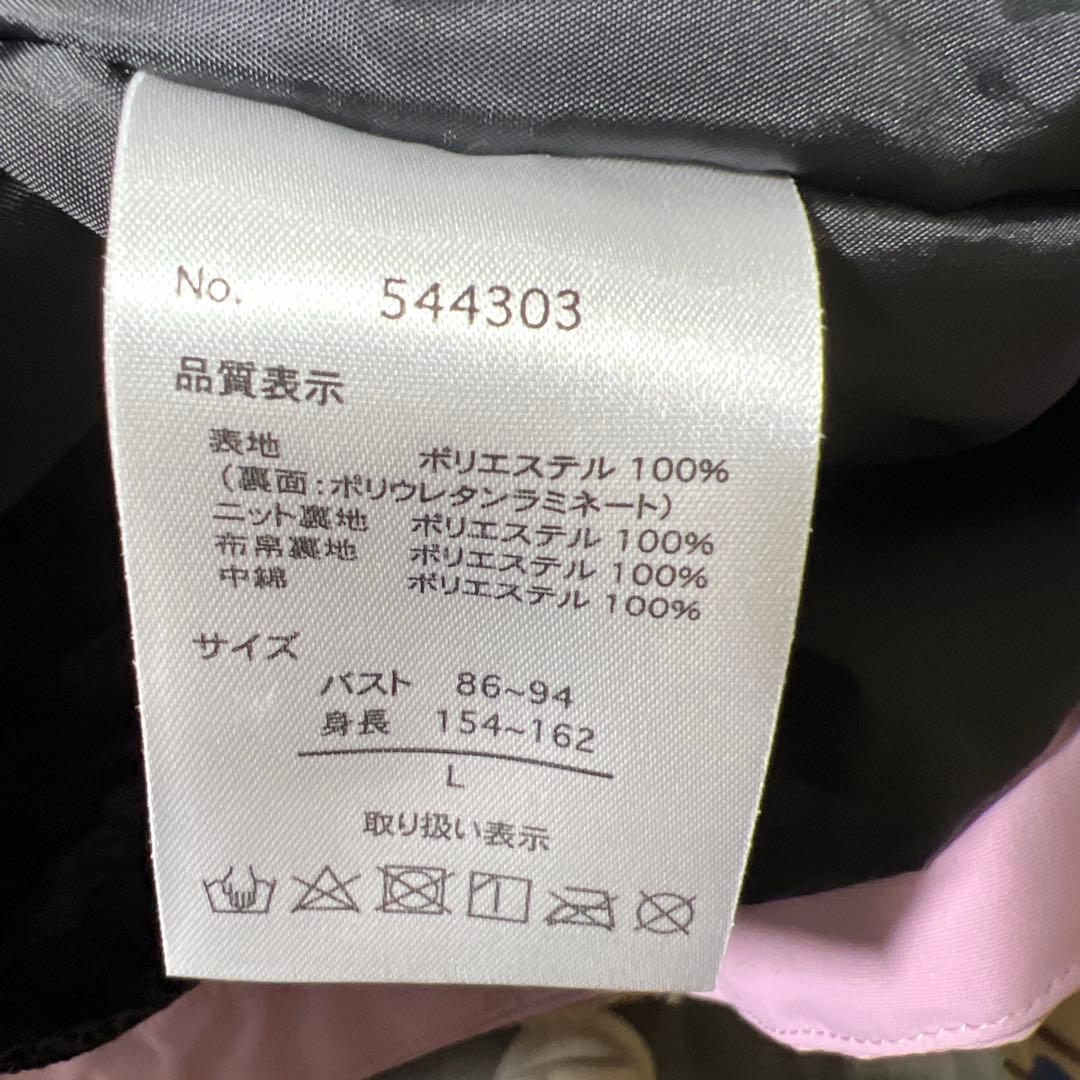 No. 544303
品質表示
表地 ポリエステル 100%
(裏面:ポリウレタンラミネート)
ニット裏地 ポリエステル 100%
布帛裏地 ポリエステル 100%
中綿 ポリエステル 100%
サイズ
バスト 86~94
身長 154~162
L
取り扱い表示